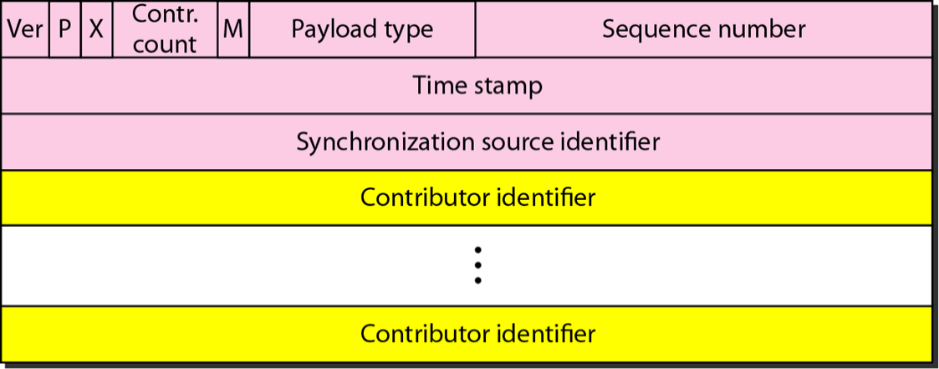 Ver P X Contr. count M Payload type Sequence number
Time stamp
Synchronization source identifier
Contributor identifier
Contributor identifier